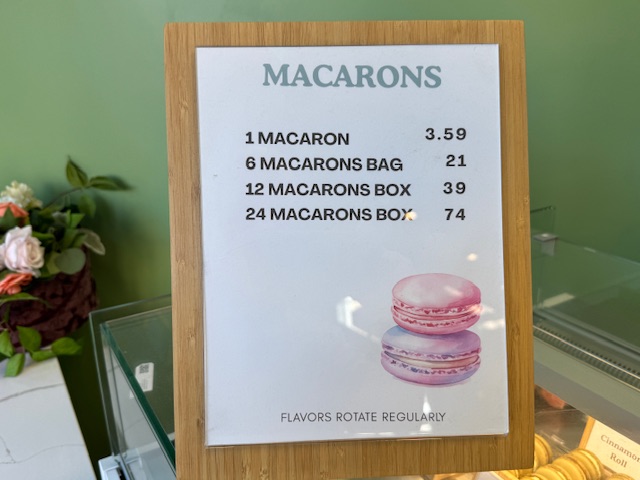 MACARONS
1 MACARON 3.59
6 MACARONS BAG 21
12 MACARONS BOX 39
24 MACARONS BOX 74
FLAVORS ROTATE REGULARLY
Cinnamon
Roll